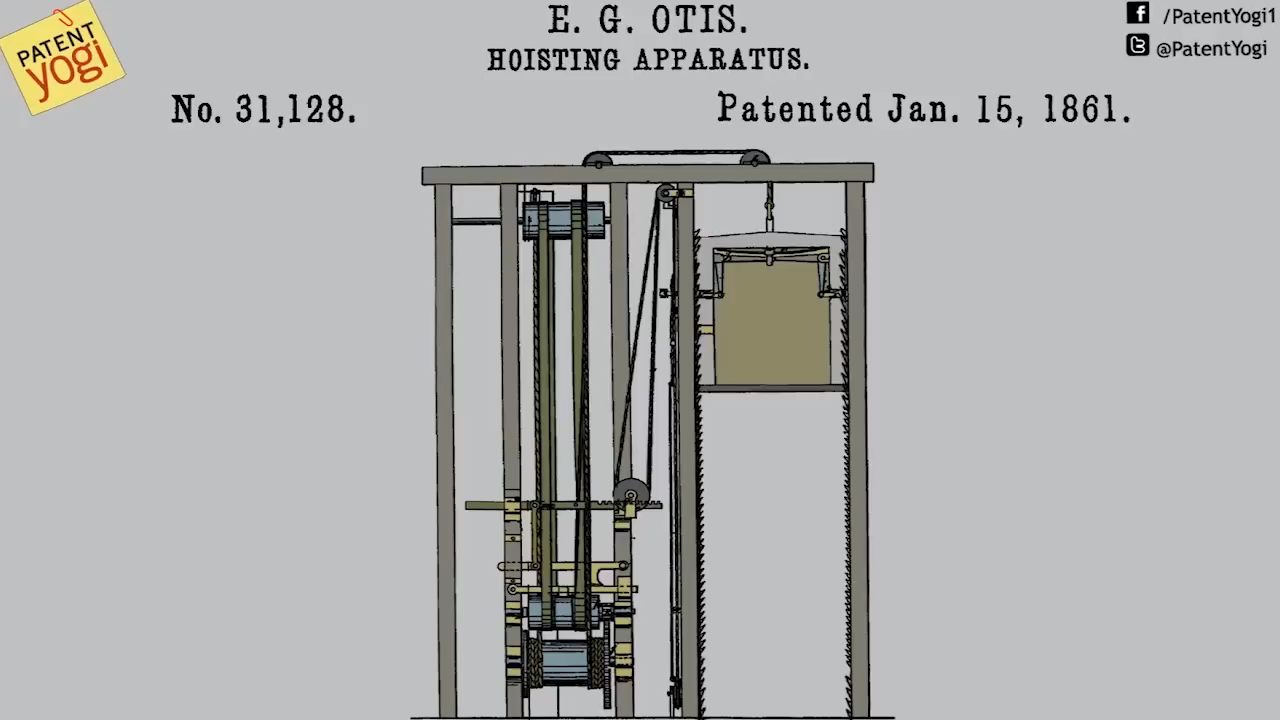 PATENT
yogi
E. G. OTIS.
HOISTING APPARATUS.
/PatentYogi1
@PatentYogi
No. 31,128.
Patented Jan. 15, 1861.